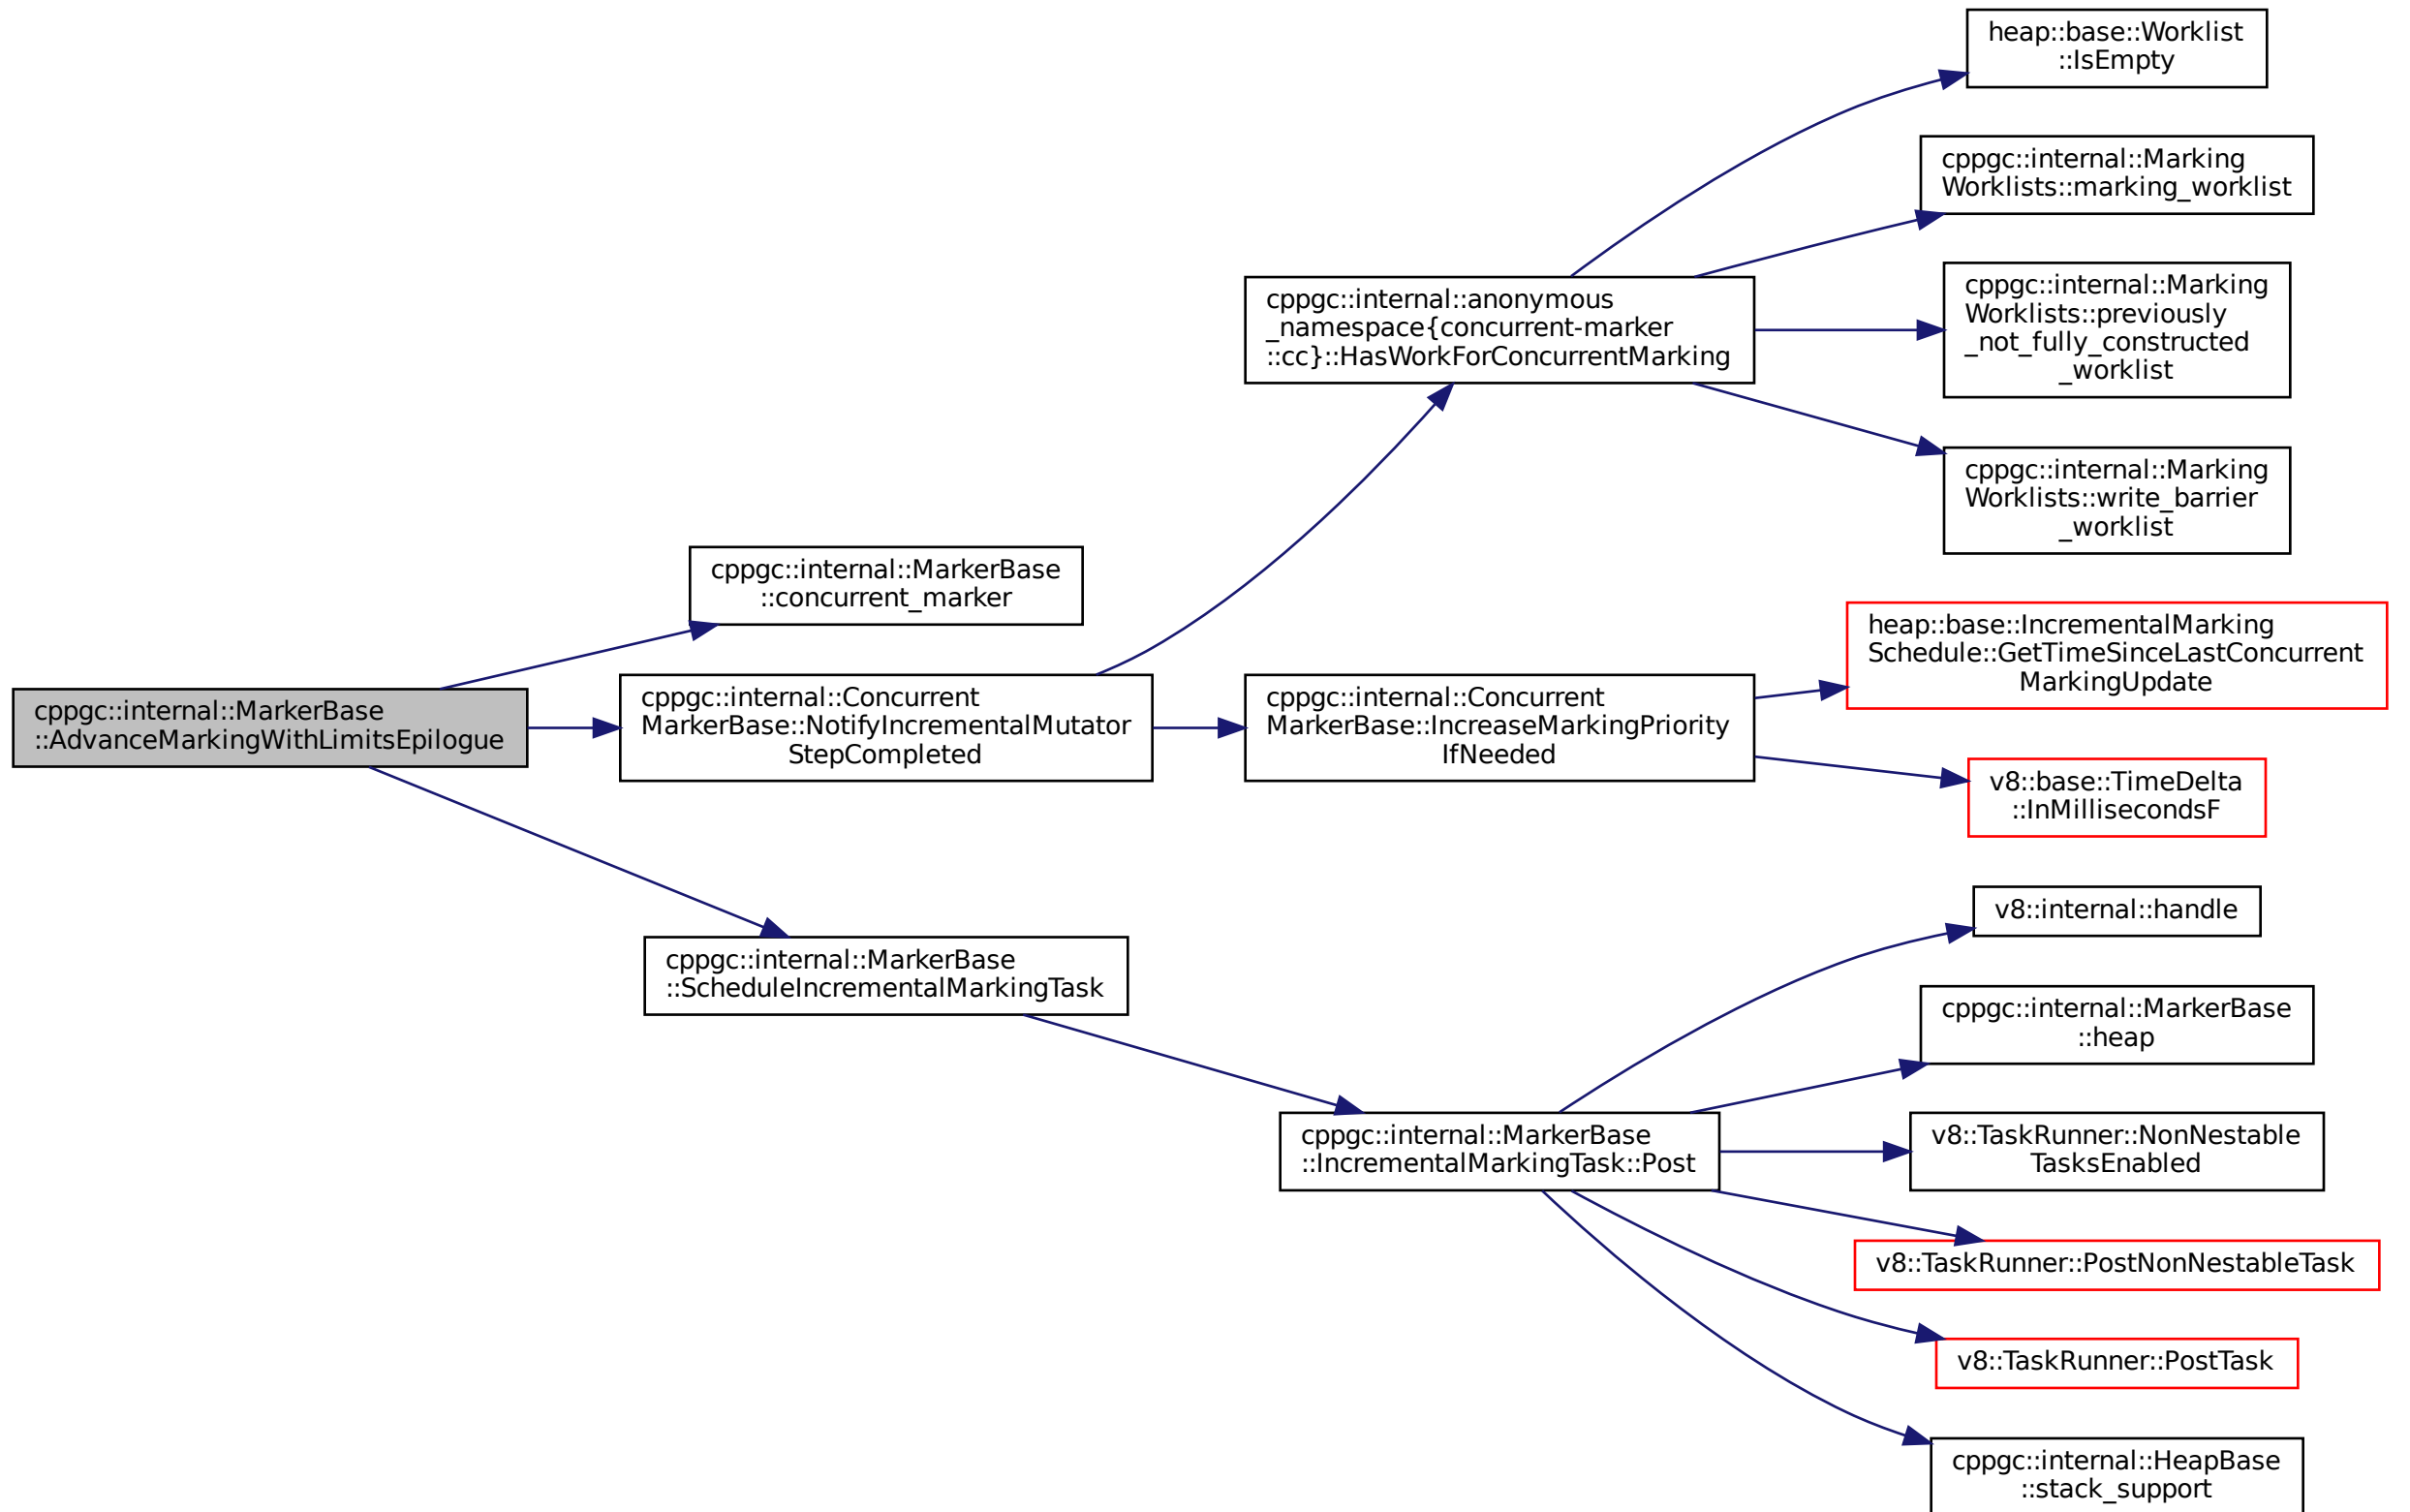 cppgc::internal::MarkerBase
::AdvanceMarkingWithLimitsEpilogue
cppgc::internal::MarkerBase
::concurrent_marker
cppgc::internal::Concurrent
MarkerBase::NotifyIncrementalMutator
StepCompleted
cppgc::internal::MarkerBase
::ScheduleIncrementalMarkingTask
cppgc::internal::anonymous
_namespace{concurrent-marker
::cc}::HasWorkForConcurrentMarking
cppgc::internal::Concurrent
MarkerBase::IncreaseMarkingPriority
IfNeeded
cppgc::internal::MarkerBase
::IncrementalMarkingTask::Post
heap::base::Worklist
::IsEmpty
cppgc::internal::Marking
Worklists::marking_worklist
cppgc::internal::Marking
Worklists::previously
_not_fully_constructed
_worklist
cppgc::internal::Marking
Worklists::write_barrier
_worklist
heap::base::IncrementalMarking
Schedule::GetTimeSinceLastConcurrent
MarkingUpdate
v8::base::TimeDelta
::InMillisecondsF
v8::internal::handle
cppgc::internal::MarkerBase
::heap
v8::TaskRunner::NonNestable
TasksEnabled
v8::TaskRunner::PostNonNestableTask
v8::TaskRunner::PostTask
cppgc::internal::HeapBase
::stack_support